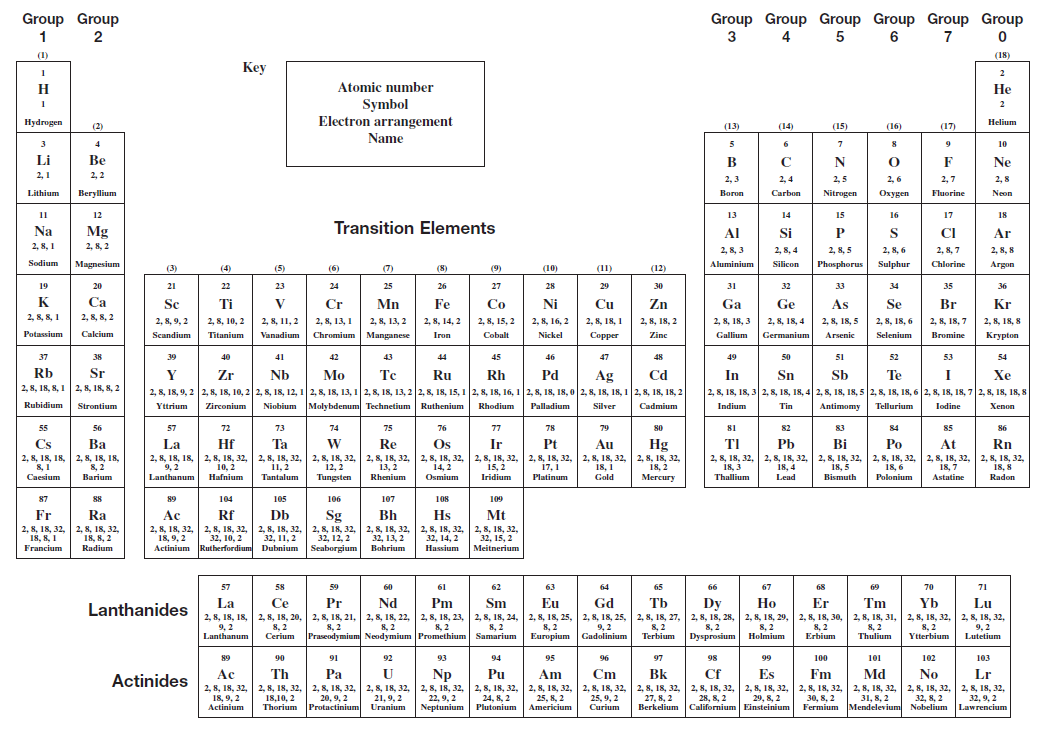 Group Group Group Group Group Group Group Group
1 2 3 4 5 6 7 0
(1) (18)
Key
Atomic number
Symbol
Electron arrangement
Name
1 2
H He
1 2
Hydrogen Helium
(2) (13) (14) (15) (16) (17)
3 4 5 6 7 8 9 10
Li Be B C N O F Ne
2, 1 2, 2 2, 3 2, 4 2, 5 2, 6 2, 7 2, 8
Lithium Beryllium Boron Carbon Nitrogen Oxygen Fluorine Neon
11 12 13 14 15 16 17 18
Transition Elements
Na Mg Al Si P S Cl Ar
2, 8, 1 2, 8, 2 2, 8, 3 2, 8, 4 2, 8, 5 2, 8, 6 2, 8, 7 2, 8, 8
Sodium Magnesium Aluminium Silicon Phosphorus Sulphur Chlorine Argon
(3) (4) (5) (6) (7) (8) (9) (10) (11) (12)
19 20 21 22 23 24 25 26 27 28 29 30 31 32 33 34 35 36
K Ca Sc Ti V Cr Mn Fe Co Ni Cu Zn Ga Ge As Se Br Kr
2, 8, 8, 1 2, 8, 8, 2 2, 8, 9, 2 2, 8, 10, 2 2, 8, 11, 2 2, 8, 13, 1 2, 8, 13, 2 2, 8, 14, 2 2, 8, 15, 2 2, 8, 16, 2 2, 8, 18, 1 2, 8, 18, 2 2, 8, 18, 3 2, 8, 18, 4 2, 8, 18, 5 2, 8, 18, 6 2, 8, 18, 7 2, 8, 18, 8
Potassium Calcium Scandium Titanium Vanadium Chromium Manganese Iron Cobalt Nickel Copper Zinc Gallium Germanium Arsenic Selenium Bromine Krypton
37 38 39 40 41 42 43 44 45 46 47 48 49 50 51 52 53 54
Rb Sr Y Zr Nb Mo Tc Ru Rh Pd Ag Cd In Sn Sb Te I Xe
2, 8, 18, 8, 1 2, 8, 18, 8, 2 2, 8, 18, 9, 2 2, 8, 18, 10, 2 2, 8, 18, 12, 1 2, 8, 18, 13, 1 2, 8, 18, 13, 2 2, 8, 18, 15, 1 2, 8, 18, 16, 1 2, 8, 18, 18, 0 2, 8, 18, 18, 1 2, 8, 18, 18, 2 2, 8, 18, 18, 3 2, 8, 18, 18, 4 2, 8, 18, 18, 5 2, 8, 18, 18, 6 2, 8, 18, 18, 7 2, 8, 18, 18, 8
Rubidium Strontium Yttrium Zirconium Niobium Molybdenum Technetium Ruthenium Rhodium Palladium Silver Cadmium Indium Tin Antimony Tellurium Iodine Xenon
55 56 57 72 73 74 75 76 77 78 79 80 81 82 83 84 85 86
Cs Ba La Hf Ta W Re Os Ir Pt Au Hg Tl Pb Bi Po At Rn
2, 8, 18, 18, 2, 8, 18, 18, 2, 8, 18, 18, 2, 8, 18, 32, 2, 8, 18, 32, 2, 8, 18, 32, 2, 8, 18, 32, 2, 8, 18, 32, 2, 8, 18, 32, 2, 8, 18, 32, 2, 8, 18, 32, 2, 8, 18, 32, 2, 8, 18, 32, 2, 8, 18, 32, 2, 8, 18, 32, 2, 8, 18, 32, 2, 8, 18, 32, 2, 8, 18, 32,
8, 1 8, 2 9, 2 10, 2 11, 2 12, 2 13, 2 14, 2 15, 2 17, 1 18, 1 18, 2 18, 3 18, 4 18, 5 18, 6 18, 7 18, 8
Caesium Barium Lanthanum Hafnium Tantalum Tungsten Rhenium Osmium Iridium Platinum Gold Mercury Thallium Lead Bismuth Polonium Astatine Radon
87 88 89 104 105 106 107 108 109
Fr Ra Ac Rf Db Sg Bh Hs Mt
2, 8, 18, 32, 2, 8, 18, 32, 2, 8, 18, 32, 2, 8, 18, 32, 2, 8, 18, 32, 2, 8, 18, 32, 2, 8, 18, 32, 2, 8, 18, 32, 2, 8, 18, 32,
18, 8, 1 18, 8, 2 18, 9, 2 32, 10, 2 32, 11, 2 32, 12, 2 32, 13, 2 32, 14, 2 32, 15, 2
Francium Radium Actinium Rutherfordium Dubnium Seaborgium Bohrium Hassium Meitnerium
57 58 59 60 61 62 63 64 65 66 67 68 69 70 71
Lanthanides
La Ce Pr Nd Pm Sm Eu Gd Tb Dy Ho Er Tm Yb Lu
2, 8, 18, 18, 2, 8, 18, 20, 2, 8, 18, 21, 2, 8, 18, 22, 2, 8, 18, 23, 2, 8, 18, 24, 2, 8, 18, 25, 2, 8, 18, 25, 2, 8, 18, 27, 2, 8, 18, 28, 2, 8, 18, 29, 2, 8, 18, 30, 2, 8, 18, 31, 2, 8, 18, 32, 2, 8, 18, 32,
9, 2 8, 2 8, 2 8, 2 8, 2 8, 2 8, 2 9, 2 8, 2 8, 2 8, 2 8, 2 8, 2 8, 2 9, 2
Lanthanum Cerium Praseodymium Neodymium Promethium Samarium Europium Gadolinium Terbium Dysprosium Holmium Erbium Thulium Ytterbium Lutetium
89 90 91 92 93 94 95 96 97 98 99 100 101 102 103
Actinides
Ac Th Pa U Np Pu Am Cm Bk Cf Es Fm Md No Lr
2, 8, 18, 32, 2, 8, 18, 32, 2, 8, 18, 32, 2, 8, 18, 32, 2, 8, 18, 32, 2, 8, 18, 32, 2, 8, 18, 32, 2, 8, 18, 32, 2, 8, 18, 32, 2, 8, 18, 32, 2, 8, 18, 32, 2, 8, 18, 32, 2, 8, 18, 32, 2, 8, 18, 32, 2, 8, 18, 32,
18, 9, 2 18,10, 2 20, 9, 2 21, 9, 2 22, 9, 2 24, 8, 2 25, 8, 2 25, 9, 2 27, 8, 2 28, 8, 2 29, 8, 2 30, 8, 2 31, 8, 2 32, 8, 2 32, 9, 2
Actinium Thorium Protactinium Uranium Neptunium Plutonium Americium Curium Berkelium Californium Einsteinium Fermium Mendelevium Nobelium Lawrencium